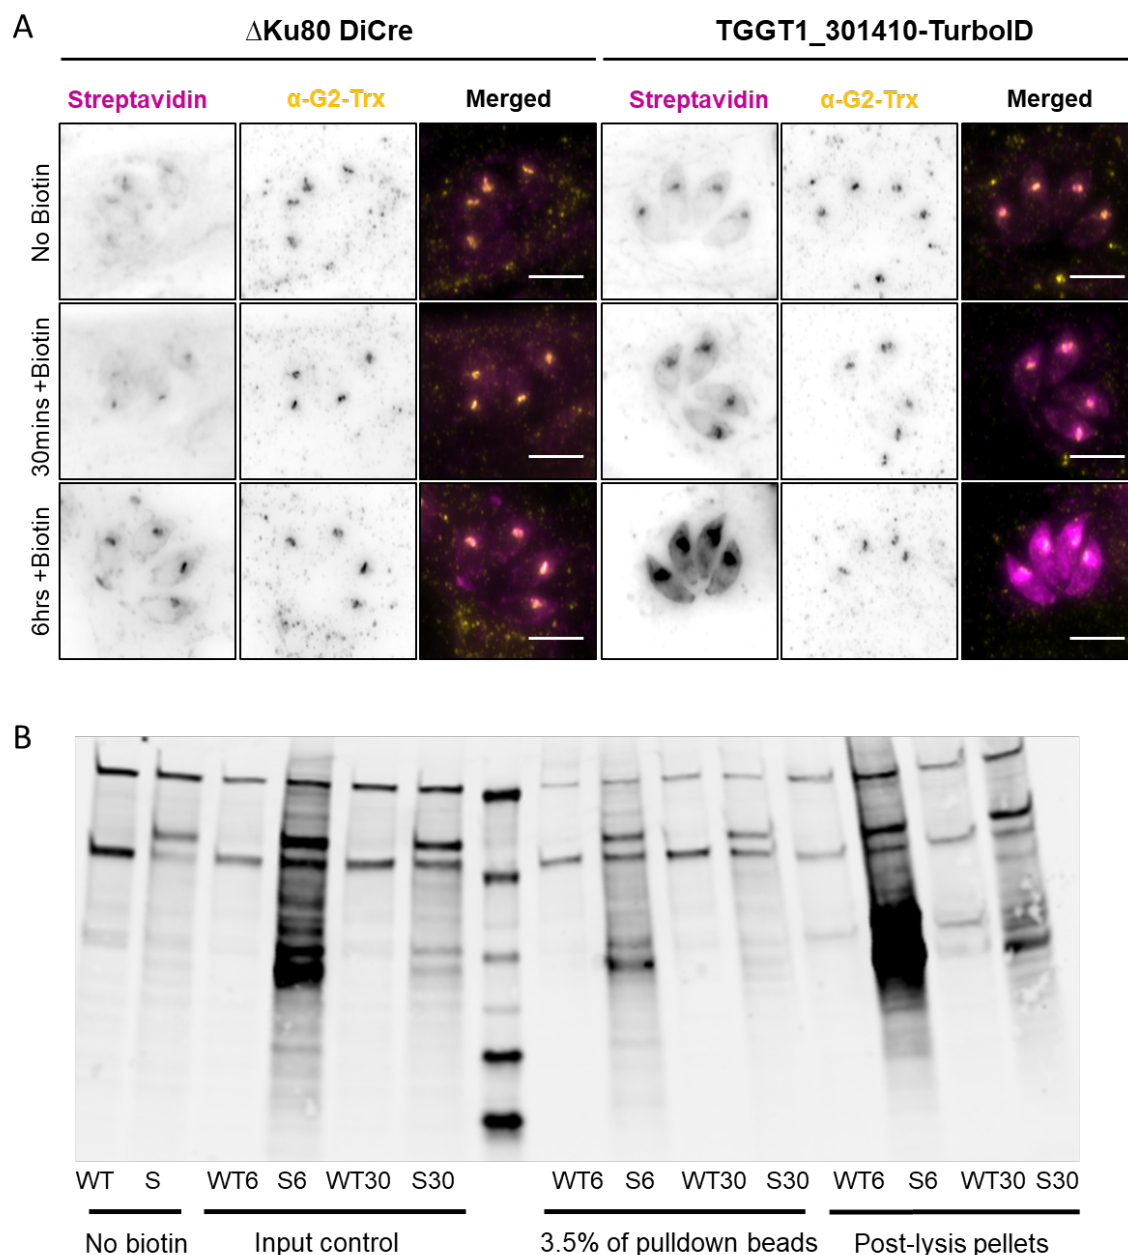 A
ΔKu80 DiCre
TGGT1_301410-TurboID
Streptavidin
α-G2-Trx
Merged
Streptavidin
α-G2-Trx
Merged
No Biotin
30mins +Biotin
6hrs +Biotin
B
WT S WT6 S6 WT30 S30 WT6 S6 WT30 S30 WT6 S6 WT30 S30
No biotin
Input control
3.5% of pulldown beads
Post-lysis pellets